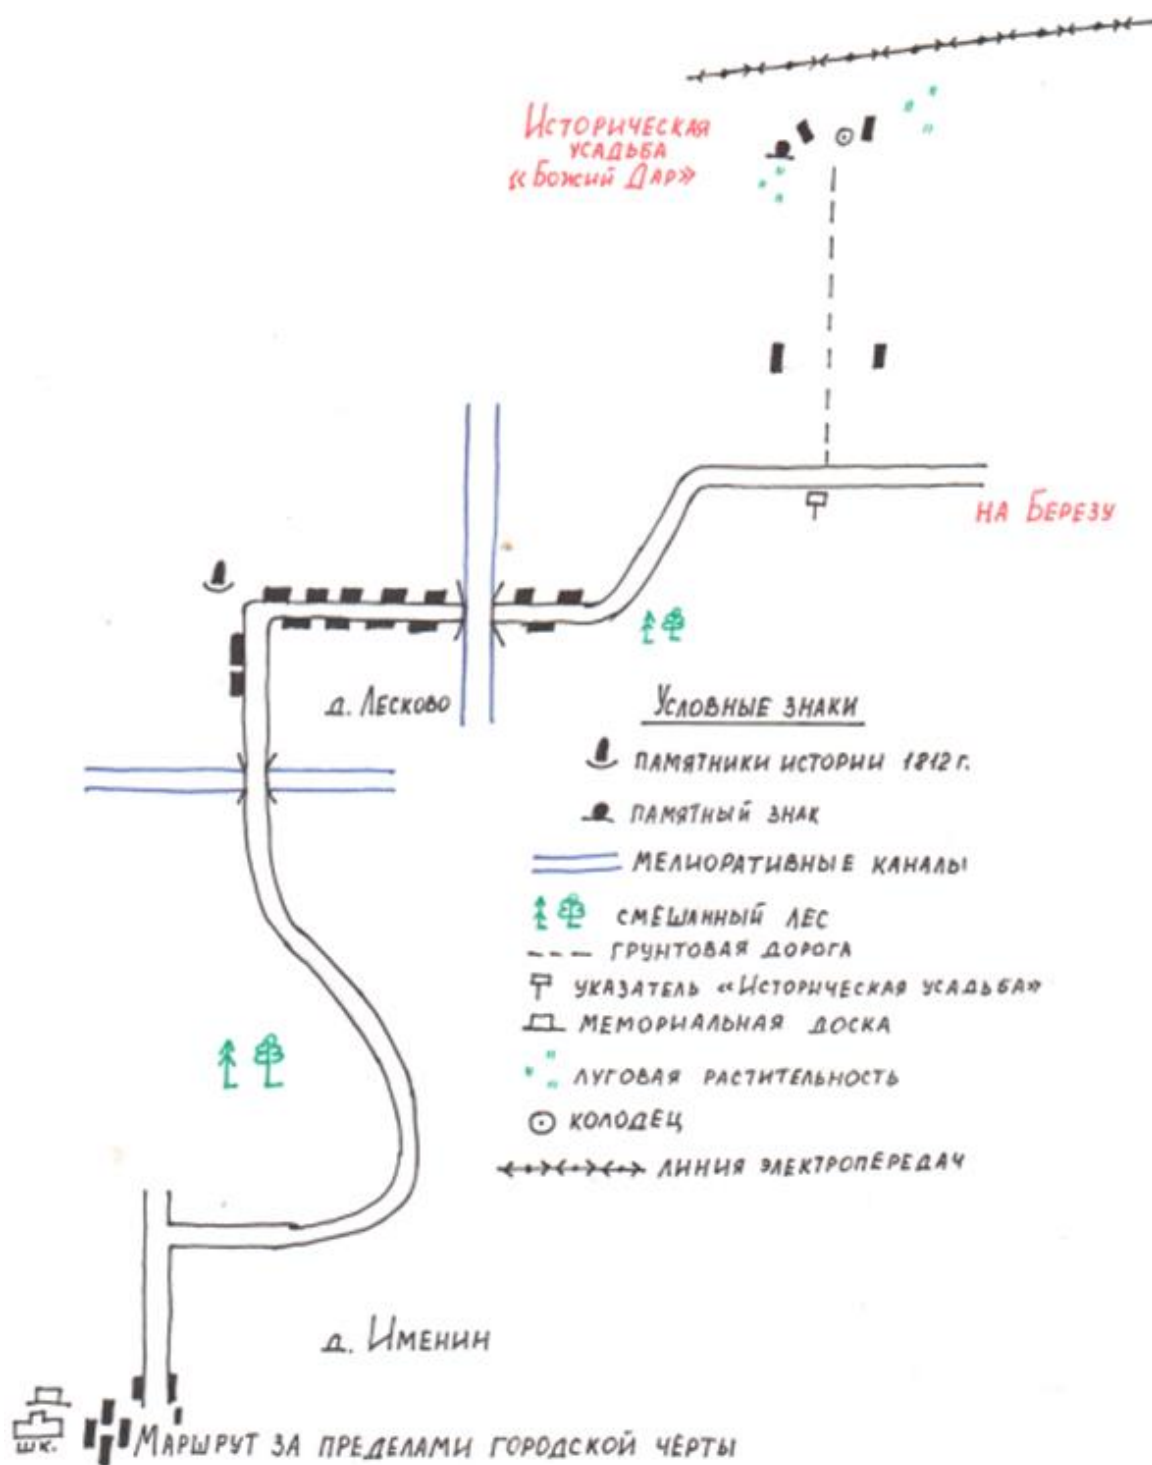 Историческая
усадьба
«Божий Дар»
на Березу
д. Лесково
Условные знаки
памятники истории 1812 г.
памятный знак
мелиоративные каналы
смешанный лес
грунтовая дорога
указатель «Историческая усадьба»
мемориальная доска
луговая растительность
колодец
линия электропередач
д. Именин
шк.
Маршрут за пределами городской черты